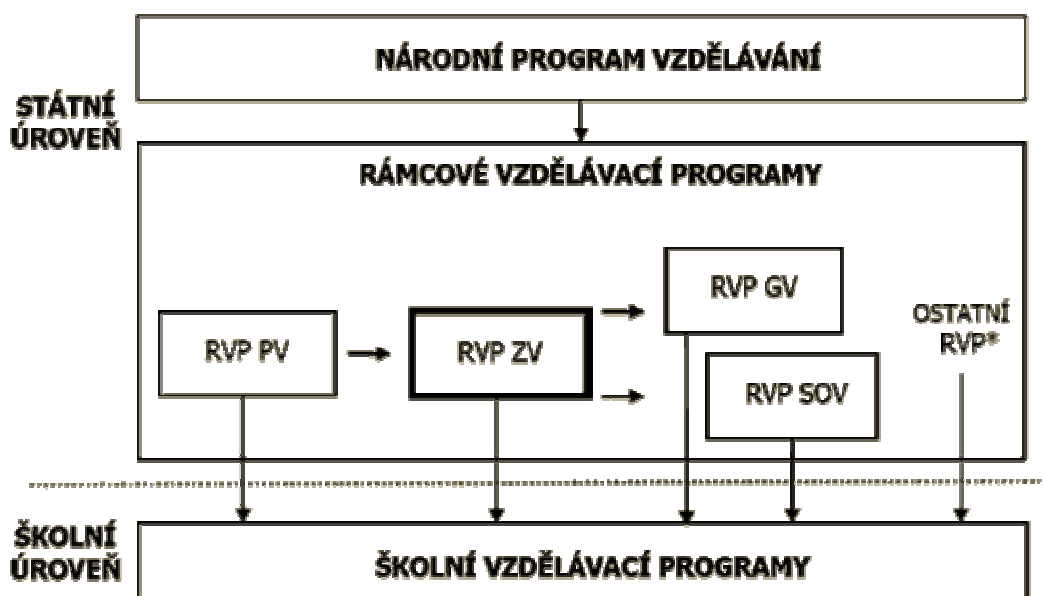 NÁRODNÍ PROGRAM VZDĚLÁVÁNÍ
STÁTNÍ
ÚROVEŇ
RÁMCOVÉ VZDĚLÁVACÍ PROGRAMY
RVP PV
RVP ZV
RVP GV
RVP SOV
OSTATNÍ
RVP*
ŠKOLNÍ
ÚROVEŇ
ŠKOLNÍ VZDĚLÁVACÍ PROGRAMY